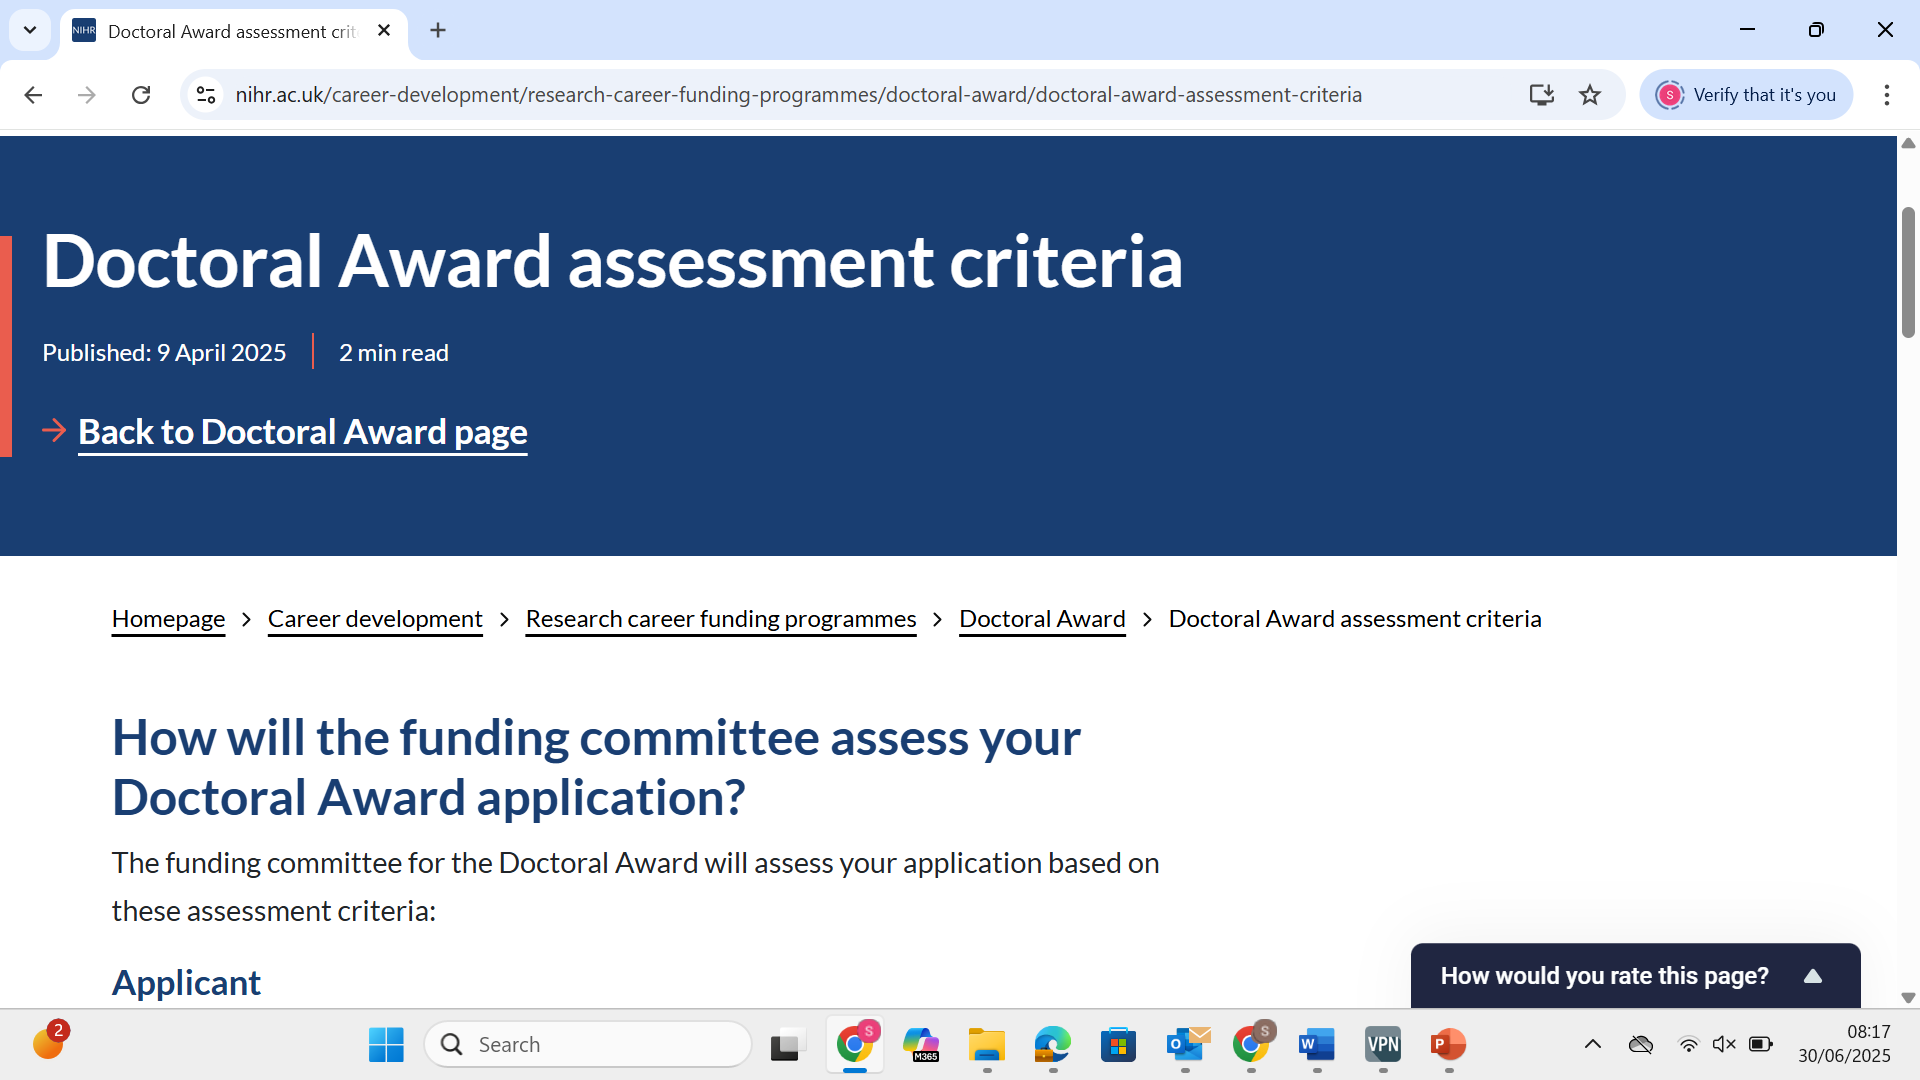 NIHR Doctoral Award assessment crit
nihr.ac.uk/career-development/research-career-funding-programmes/doctoral-award/doctoral-award-assessment-criteria
S Verify that it's you
Doctoral Award assessment criteria
Published: 9 April 2025 2 min read
Back to Doctoral Award page
Homepage Career development Research career funding programmes Doctoral Award Doctoral Award assessment criteria
How will the funding committee assess your
Doctoral Award application?
The funding committee for the Doctoral Award will assess your application based on
these assessment criteria:
Applicant
How would you rate this page?
2
Search
S
M365
O
S
W
VPN
P
08:17
30/06/2025